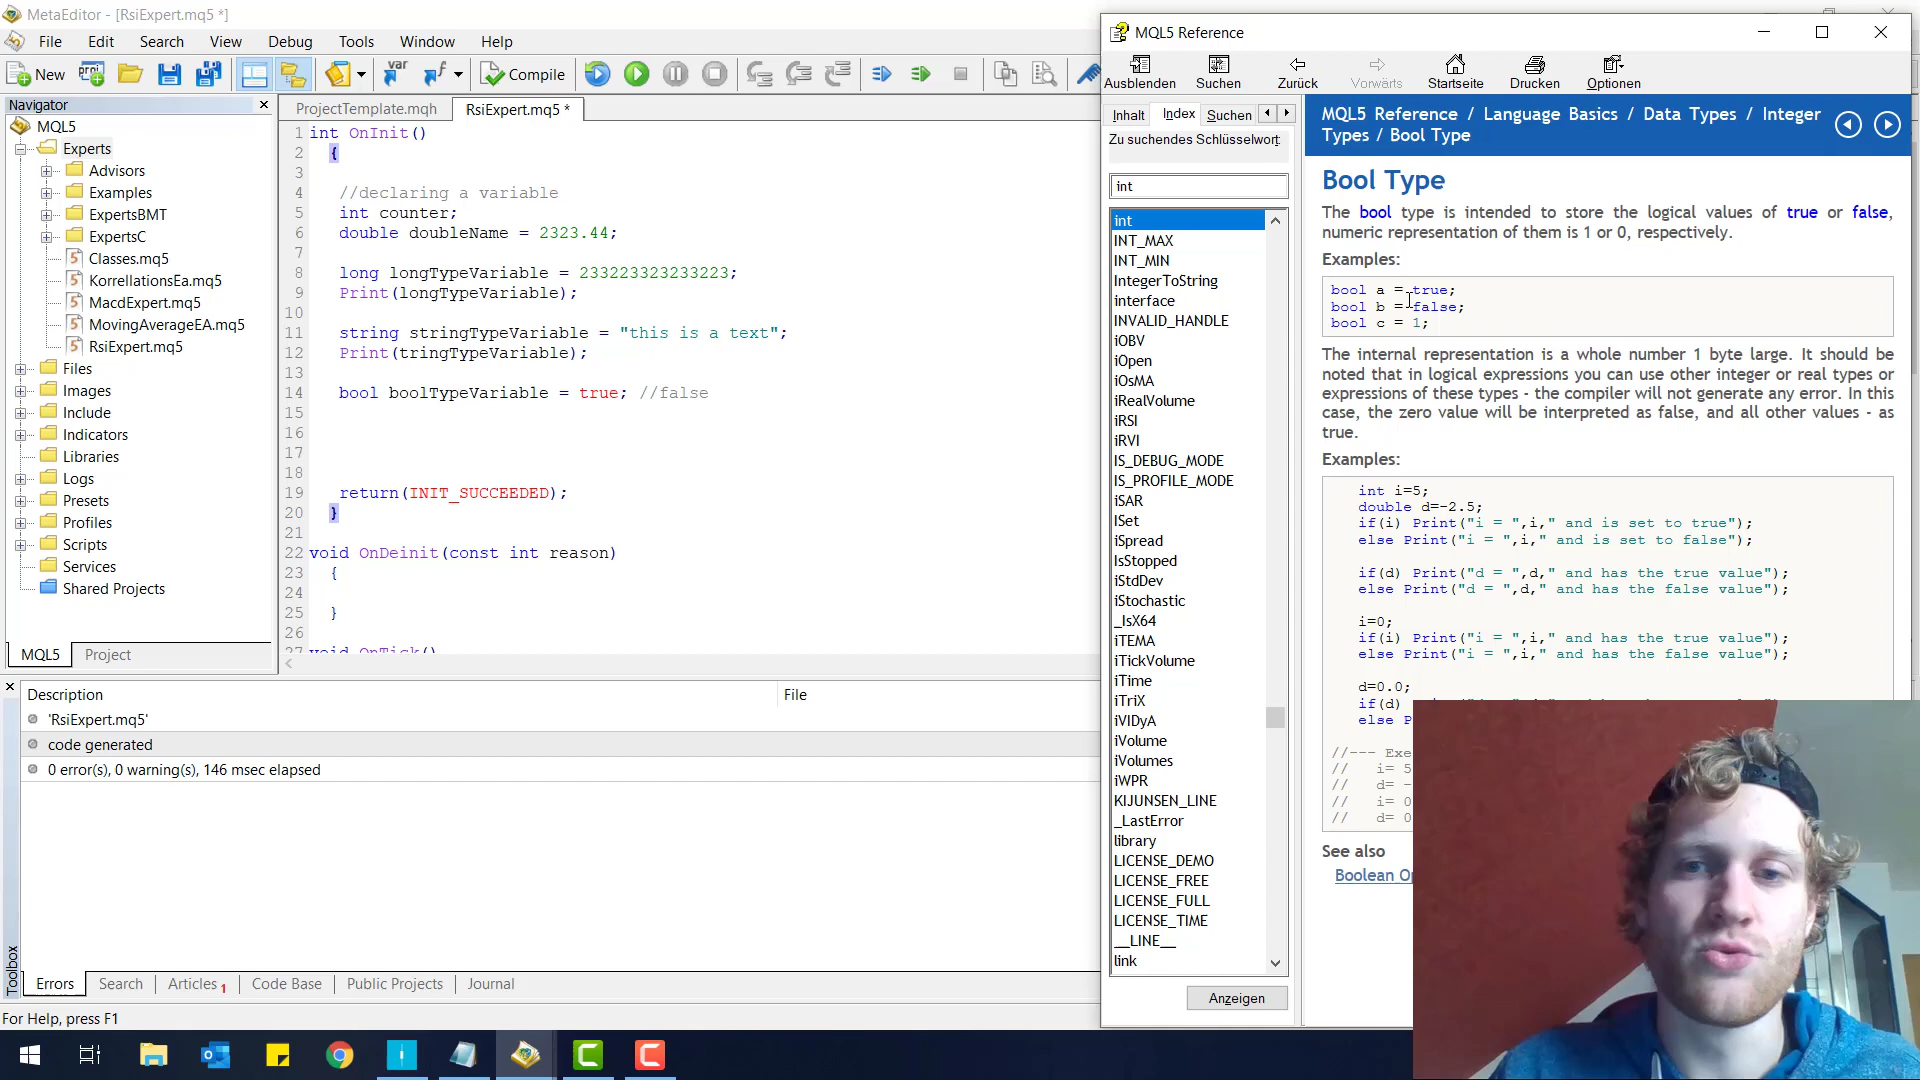 MetaEditor - [RsiExpert.mq5 *]
File Edit Search View Debug Tools Window Help
New Compile
Navigator
MQL5
Experts
Advisors
Examples
ExpertsBMT
ExpertsC
Classes.mq5
KorrellationsEa.mq5
MacdExpert.mq5
MovingAverageEA.mq5
RsiExpert.mq5
Files
Images
Include
Indicators
Libraries
Logs
Presets
Profiles
Scripts
Services
Shared Projects
MQL5 Project
ProjectTemplate.mqh RsiExpert.mq5 *
1 int OnInit()
2 {
3
4 //declaring a variable
5 int counter;
6 double doubleName = 2323.44;
7
8 long longTypeVariable = 233223323233223;
9 Print(longTypeVariable);
10
11 string stringTypeVariable = "this is a text";
12 Print(tringTypeVariable);
13
14 bool boolTypeVariable = true; //false
15
16
17
18
19 return(INIT_SUCCEEDED);
20 }
21
22 void OnDeinit(const int reason)
23 {
24
25 }
26
27 void OnTick()
Description File
'RsiExpert.mq5'
code generated
0 error(s), 0 warning(s), 146 msec elapsed
Toolbox
Errors Search Articles 1 Code Base Public Projects Journal
For Help, press F1
MQL5 Reference
Ausblenden Suchen Zurück Vorwärts Startseite Drucken Optionen
Inhalt Index Suchen
Zu suchendes Schlüsselwort
int
int
INT_MAX
INT_MIN
IntegerToString
interface
INVALID_HANDLE
iOBV
iOpen
iOsMA
iRealVolume
iRSI
iRVI
IS_DEBUG_MODE
IS_PROFILE_MODE
iSAR
ISet
iSpread
IsStopped
iStdDev
iStochastic
_IsX64
iTEMA
iTickVolume
iTime
iTriX
iVIDyA
iVolume
iVolumes
iWPR
KIJUNSEN_LINE
_LastError
library
LICENSE_DEMO
LICENSE_FREE
LICENSE_FULL
LICENSE_TIME
__LINE__
link
Anzeigen
MQL5 Reference / Language Basics / Data Types / Integer
Types / Bool Type
Bool Type
The bool type is intended to store the logical values of true or false,
numeric representation of them is 1 or 0, respectively.
Examples:
bool a = true;
bool b = false;
bool c = 1;
The internal representation is a whole number 1 byte large. It should be
noted that in logical expressions you can use other integer or real types or
expressions of these types - the compiler will not generate any error. In this
case, the zero value will be interpreted as false, and all other values - as
true.
Examples:
int i=5;
double d=-2.5;
if(i) Print("i = ",i," and is set to true");
else Print("i = ",i," and is set to false");
if(d) Print("d = ",d," and has the true value");
else Print("d = ",d," and has the false value");
i=0;
if(i) Print("i = ",i," and has the true value");
else Print("i = ",i," and has the false value");
d=0.0;
if(d)
else P
//--- Exe
// i= 5
// d= -
// i= 0
// d= 0
See also
Boolean Op